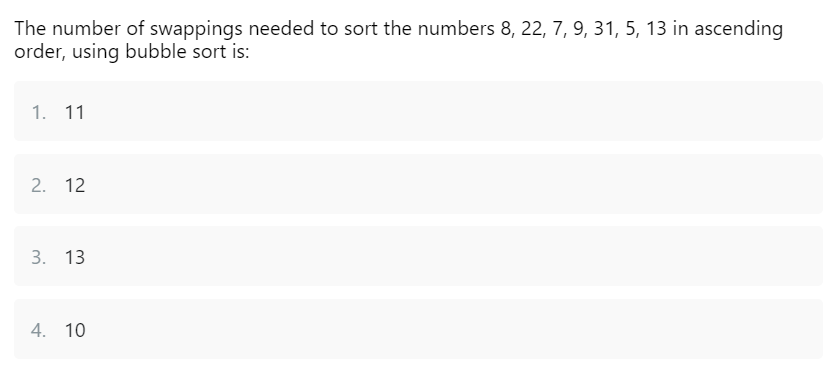 The number of swappings needed to sort the numbers 8, 22, 7, 9, 31, 5, 13 in ascending
order, using bubble sort is:
1. 11
2. 12
3. 13
4. 10